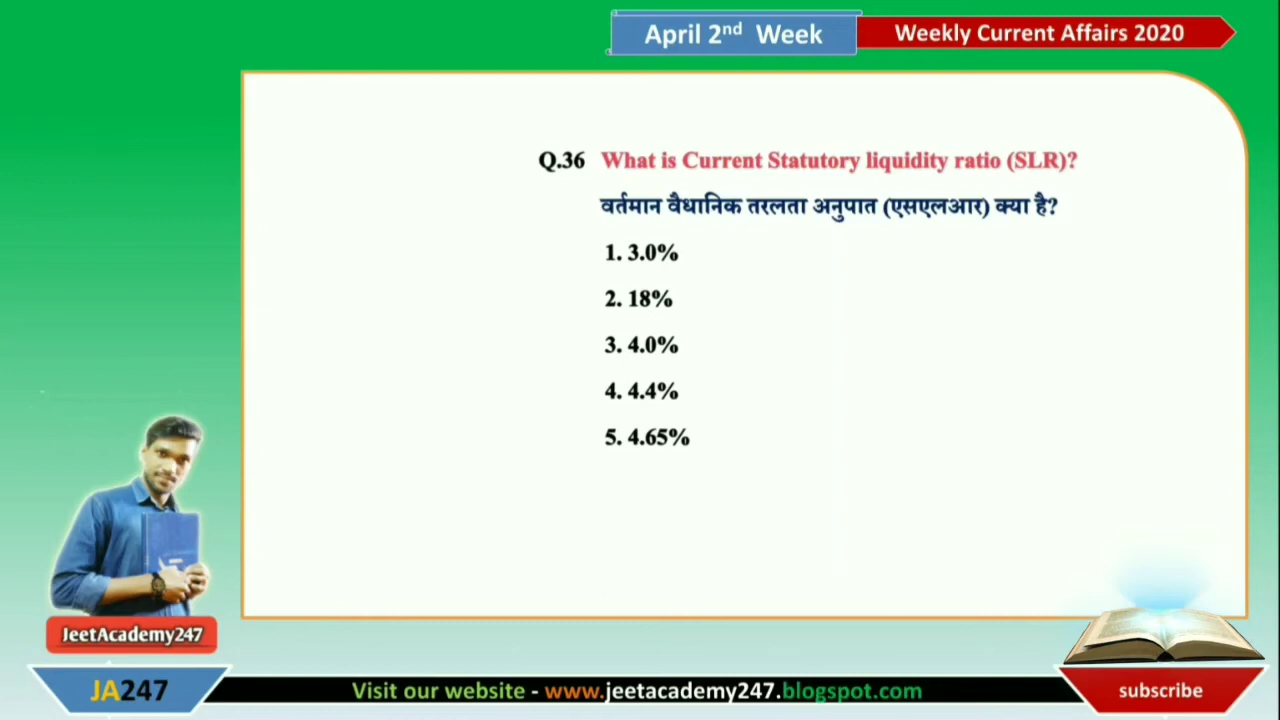 April 2nd Week
Weekly Current Affairs 2020
Q.36 What is Current Statutory liquidity ratio (SLR)?
वर्तमान वैधानिक तरलता अनुपात (एसएलआर) क्या है?
1. 3.0%
2. 18%
3. 4.0%
4. 4.4%
5. 4.65%
JeetAcademy247
JA247
Visit our website - www.jeetacademy247.blogspot.com
subscribe